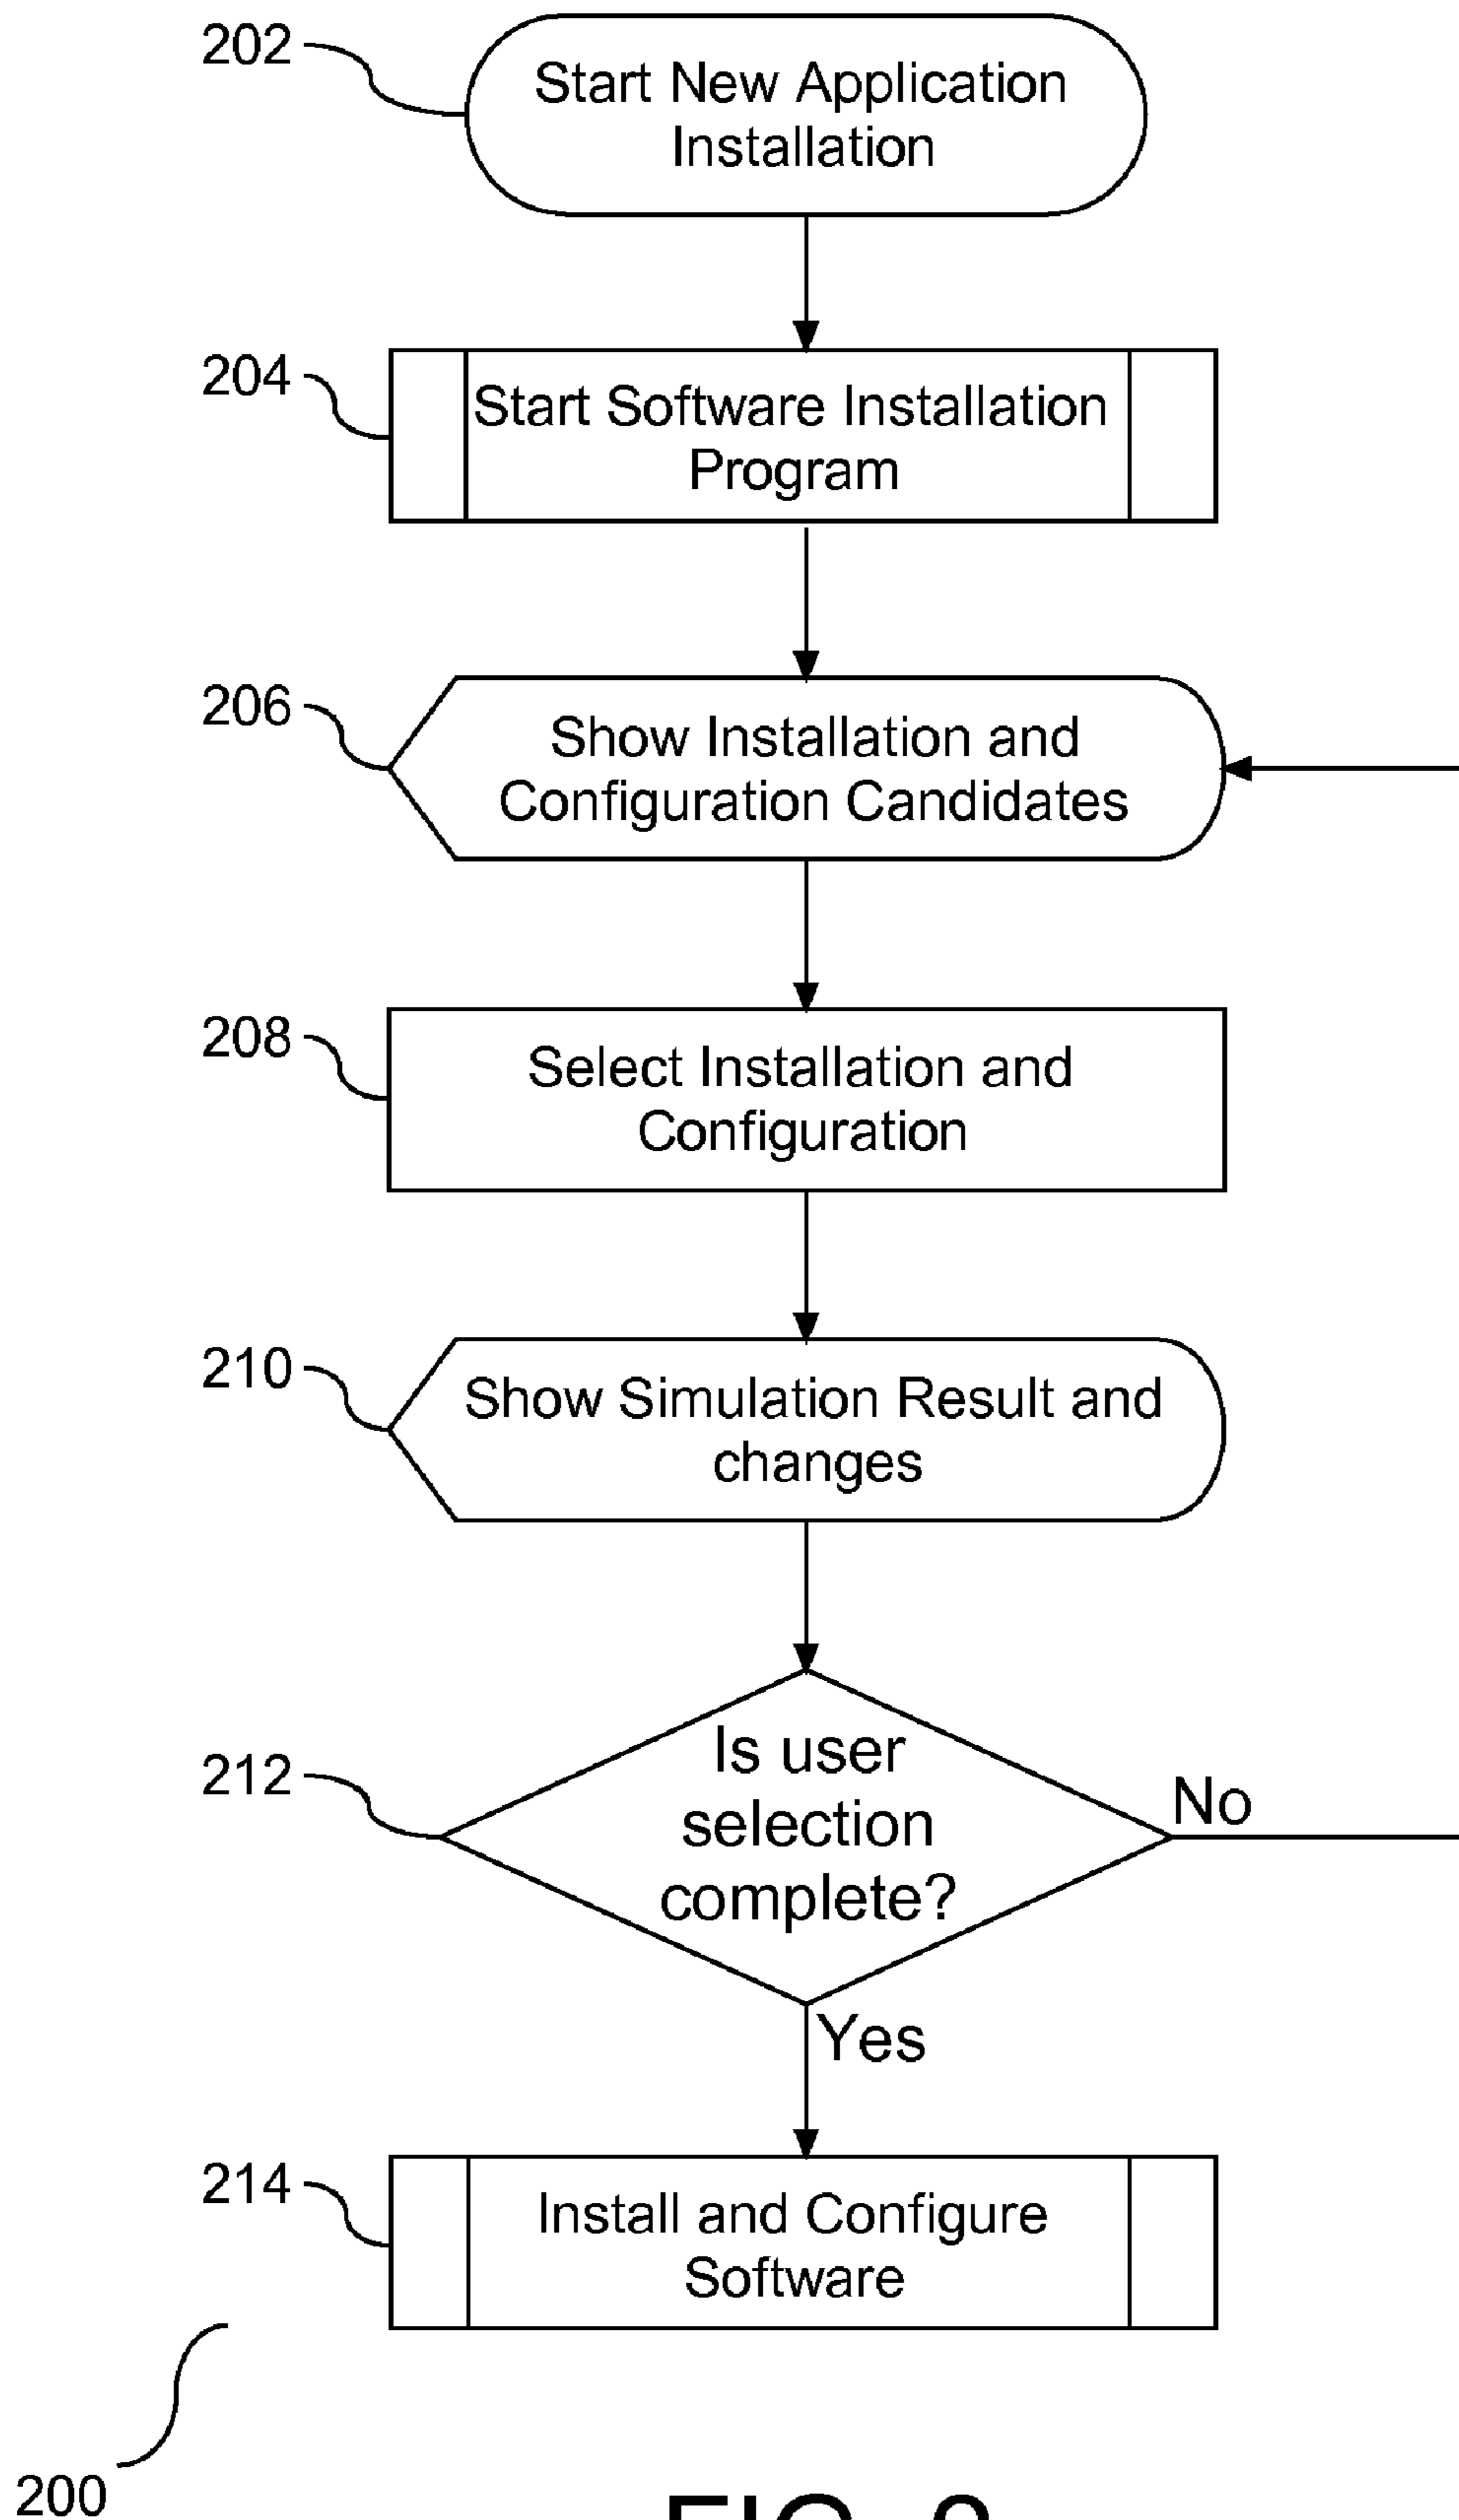 202
Start New Application
Installation
204
Start Software Installation
Program
206
Show Installation and
Configuration Candidates
208
Select Installation and
Configuration
210
Show Simulation Result and
changes
212
Is user
selection
complete?
No
Yes
214
Install and Configure
Software
200
FIG.